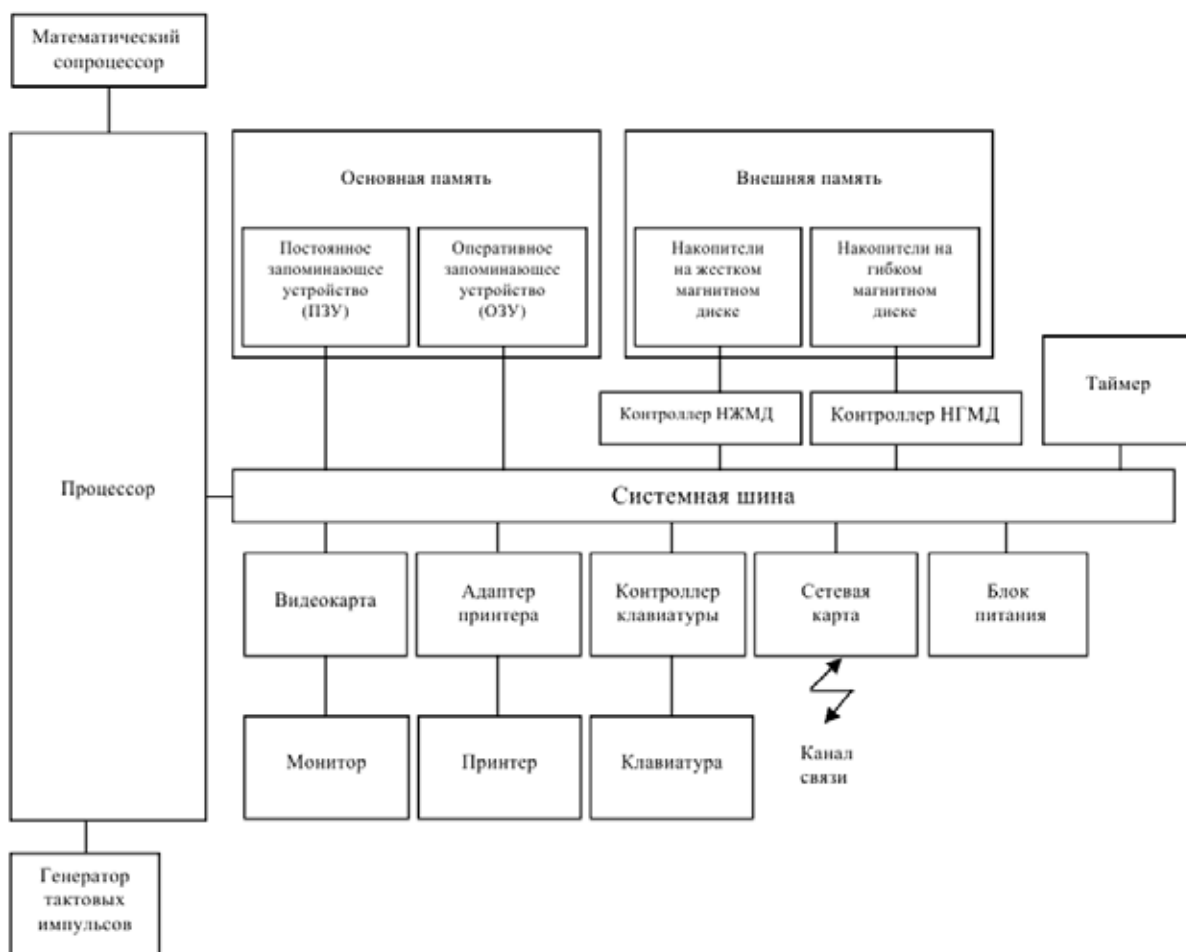 Математический
сопроцессор
Основная память
Внешняя память
Постоянное
запоминающее
устройство
(ПЗУ)
Оперативное
запоминающее
устройство
(ОЗУ)
Накопители
на жестком
магнитном
диске
Накопители на
гибком
магнитном
диске
Таймер
Контроллер НЖМД
Контроллер НГМД
Процессор
Системная шина
Видеокарта
Адаптер
принтера
Контроллер
клавиатуры
Сетевая
карта
Блок
питания
Монитор
Принтер
Клавиатура
Канал
связи
Генератор
тактовых
импульсов